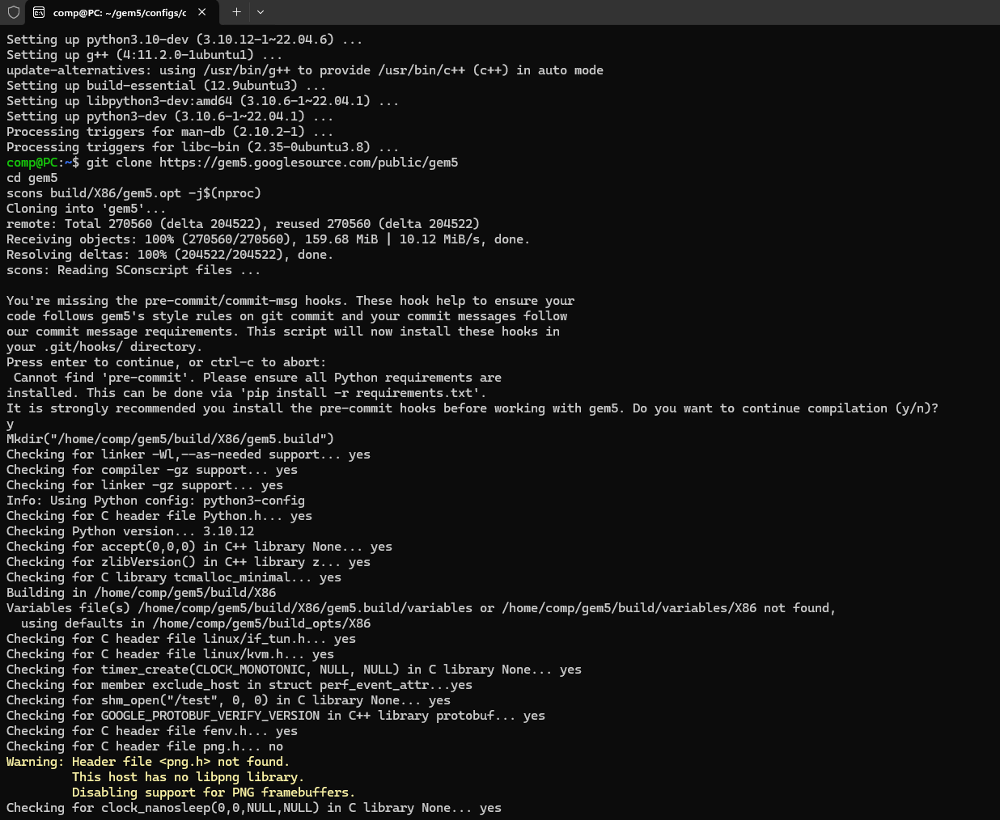 comp@PC: ~/gem5/configs/c
Setting up python3.10-dev (3.10.12-1~22.04.6) ...
Setting up g++ (4:11.2.0-1ubuntu1) ...
update-alternatives: using /usr/bin/g++ to provide /usr/bin/c++ (c++) in auto mode
Setting up build-essential (12.9ubuntu3) ...
Setting up libpython3-dev:amd64 (3.10.6-1~22.04.1) ...
Setting up python3-dev (3.10.6-1~22.04.1) ...
Processing triggers for man-db (2.10.2-1) ...
Processing triggers for libc-bin (2.35-0ubuntu3.8) ...
comp@PC:~$ git clone https://gem5.googlesource.com/public/gem5
cd gem5
scons build/X86/gem5.opt -j$(nproc)
Cloning into 'gem5'...
remote: Total 270560 (delta 204522), reused 270560 (delta 204522)
Receiving objects: 100% (270560/270560), 159.68 MiB | 10.12 MiB/s, done.
Resolving deltas: 100% (204522/204522), done.
scons: Reading SConscript files ...

You're missing the pre-commit/commit-msg hooks. These hook help to ensure your
code follows gem5's style rules on git commit and your commit messages follow
our commit message requirements. This script will now install these hooks in
your .git/hooks/ directory.
Press enter to continue, or ctrl-c to abort:
 Cannot find 'pre-commit'. Please ensure all Python requirements are
installed. This can be done via 'pip install -r requirements.txt'.
It is strongly recommended you install the pre-commit hooks before working with gem5. Do you want to continue compilation (y/n)?
y
Mkdir("/home/comp/gem5/build/X86/gem5.build")
Checking for linker -Wl,--as-needed support... yes
Checking for compiler -gz support... yes
Checking for linker -gz support... yes
Info: Using Python config: python3-config
Checking for C header file Python.h... yes
Checking Python version... 3.10.12
Checking for accept(0,0,0) in C++ library None... yes
Checking for zlibVersion() in C++ library z... yes
Checking for C library tcmalloc_minimal... yes
Building in /home/comp/gem5/build/X86
Variables file(s) /home/comp/gem5/build/X86/gem5.build/variables or /home/comp/gem5/build/variables/X86 not found,
  using defaults in /home/comp/gem5/build_opts/X86
Checking for C header file linux/if_tun.h... yes
Checking for C header file linux/kvm.h... yes
Checking for timer_create(CLOCK_MONOTONIC, NULL, NULL) in C library None... yes
Checking for member exclude_host in struct perf_event_attr...yes
Checking for shm_open("/test", 0, 0) in C library None... yes
Checking for GOOGLE_PROTOBUF_VERIFY_VERSION in C++ library protobuf... yes
Checking for C header file fenv.h... yes
Checking for C header file png.h... no
Warning: Header file <png.h> not found.
         This host has no libpng library.
         Disabling support for PNG framebuffers.
Checking for clock_nanosleep(0,0,NULL,NULL) in C library None... yes